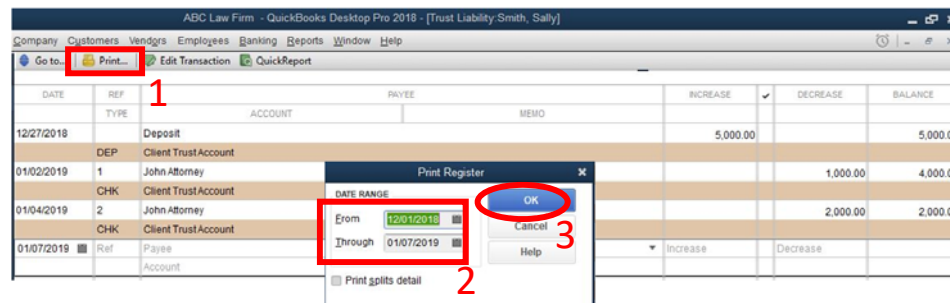 ABC Law Firm - QuickBooks Desktop Pro 2018 - [Trust Liability:Smith, Sally]
Company Customers Vendors Employees Banking Reports Window Help
Go to... Print... Edit Transaction QuickReport
1
DATE REF PAYEE INCREASE ✓ DECREASE BALANCE
TYPE ACCOUNT MEMO
12/27/2018 Deposit 5,000.00 5,000.0
DEP Client Trust Account
01/02/2019 1 John Attorney 1,000.00 4,000.0
CHK Client Trust Account
01/04/2019 2 John Attorney 2,000.00 2,000.0
CHK Client Trust Account
01/07/2019 Ref Payee Increase Decrease
Account
Print Register
DATE RANGE
From 12/01/2018
Through 01/07/2019
2
Print splits detail
OK
3
Cancel
Help